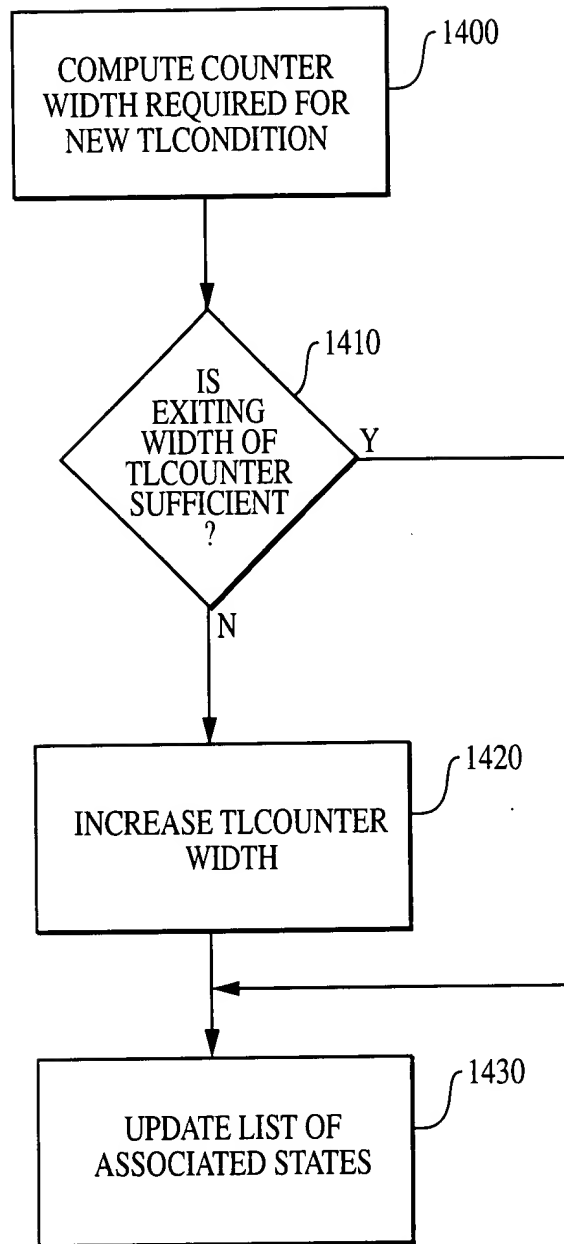 1400
COMPUTE COUNTER
WIDTH REQUIRED FOR
NEW TLCONDITION
1410
IS
EXITING
WIDTH OF
TLCOUNTER
SUFFICIENT
?
Y
N
1420
INCREASE TLCOUNTER
WIDTH
1430
UPDATE LIST OF
ASSOCIATED STATES